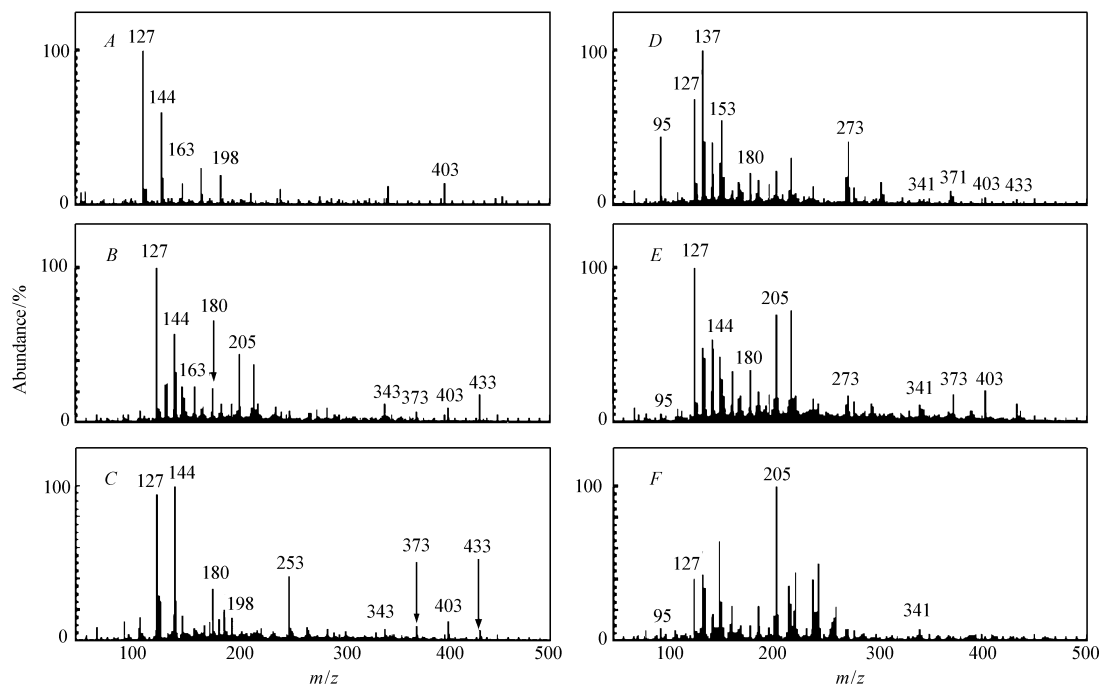 A 127 144 163 198 403
100
0
B 127 144 163 180 205 343 373 403 433
100
0
C 127 144 180 198 253 343 373 403 433
100
0
100 200 300 400 500
m/z
Abundance/%
D 95 127 137 153 180 273 341 371 403 433
100
0
E 95 127 144 180 205 273 341 373 403
100
0
F 95 127 205 341
100
0
100 200 300 400 500
m/z